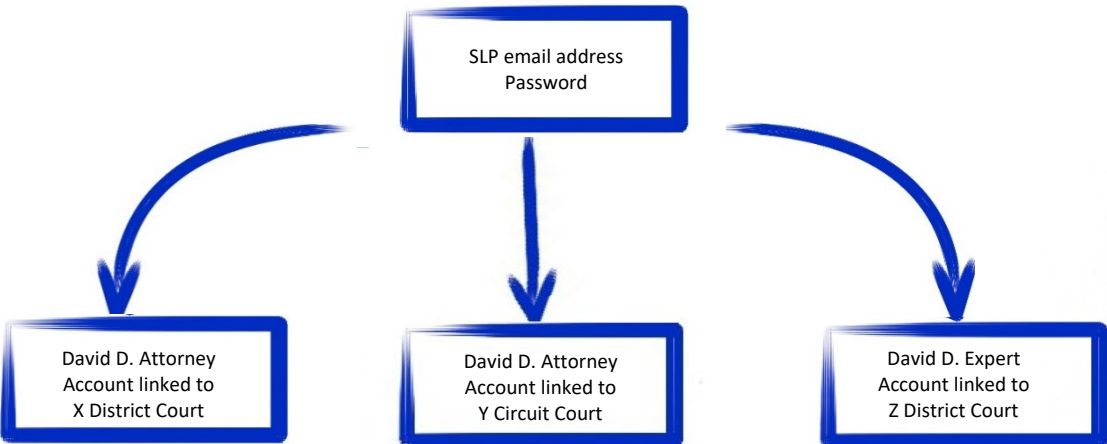 SLP email address
Password
David D. Attorney
Account linked to
X District Court
David D. Attorney
Account linked to
Y Circuit Court
David D. Expert
Account linked to
Z District Court